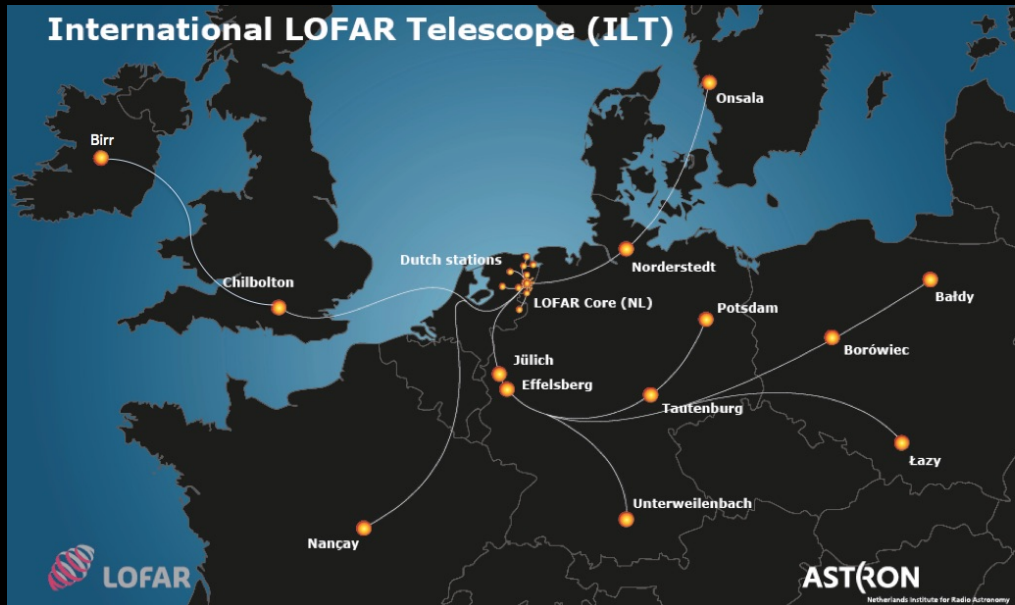 International LOFAR Telescope (ILT)
Onsala
Birr
Dutch stations
Norderstedt
Chilbolton
LOFAR Core (NL)
Bałdy
Potsdam
Borówiec
Jülich
Effelsberg
Tautenburg
Łazy
Unterweilenbach
Nançay
LOFAR
ASTRON
Netherlands Institute for Radio Astronomy